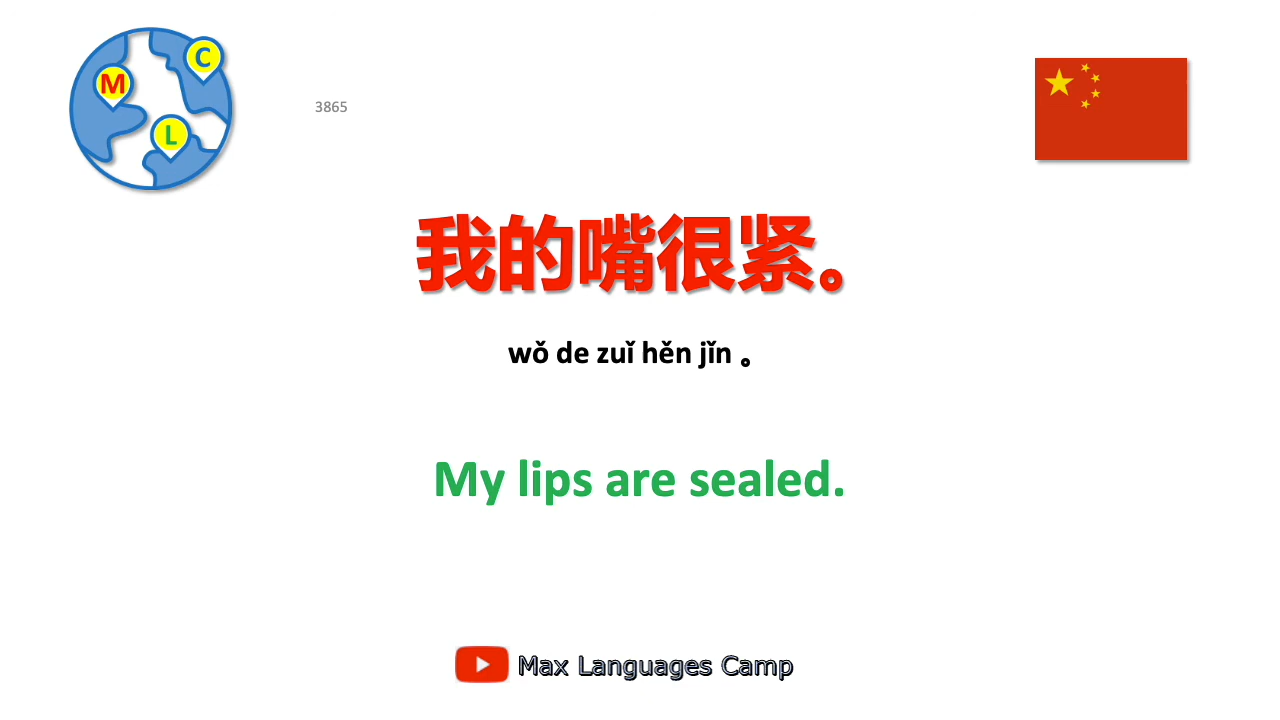 M
C
L
3865
我的嘴很紧。
wǒ de zuǐ hěn jǐn 。
My lips are sealed.
Max Languages Camp